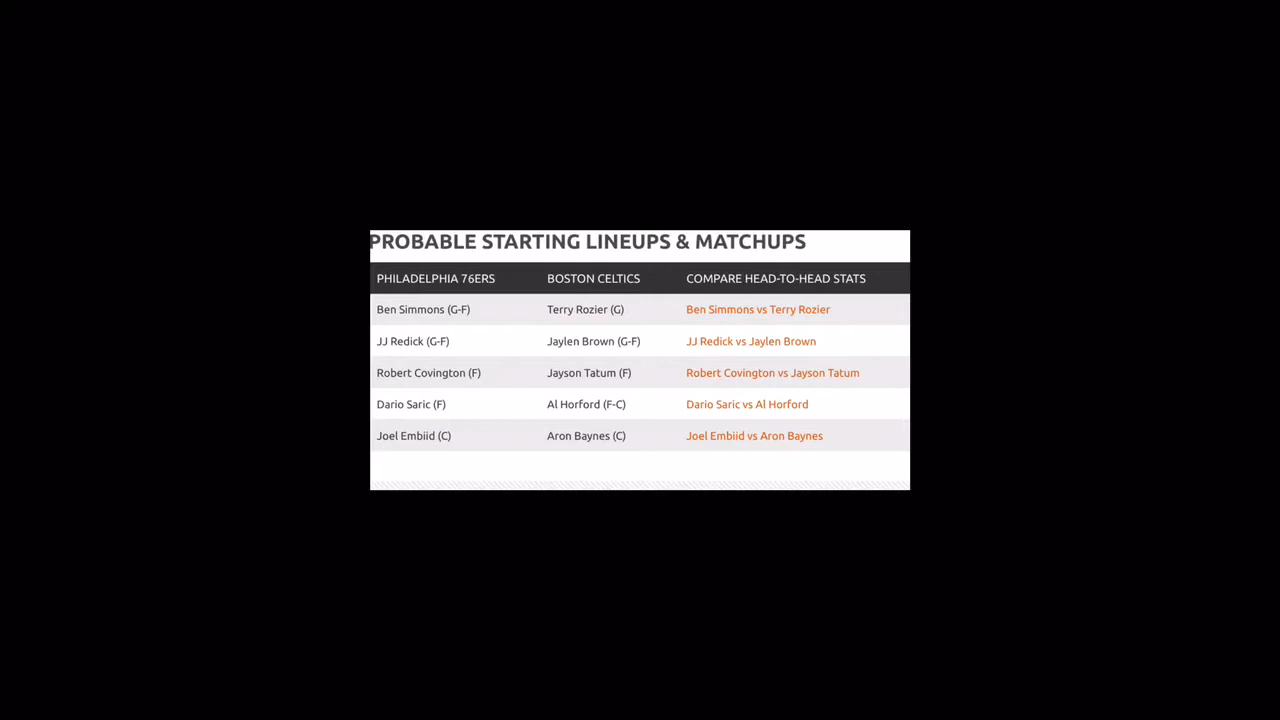 PROBABLE STARTING LINEUPS & MATCHUPS
PHILADELPHIA 76ERS BOSTON CELTICS COMPARE HEAD-TO-HEAD STATS
Ben Simmons (G-F) Terry Rozier (G) Ben Simmons vs Terry Rozier
JJ Redick (G-F) Jaylen Brown (G-F) JJ Redick vs Jaylen Brown
Robert Covington (F) Jayson Tatum (F) Robert Covington vs Jayson Tatum
Dario Saric (F) Al Horford (F-C) Dario Saric vs Al Horford
Joel Embiid (C) Aron Baynes (C) Joel Embiid vs Aron Baynes